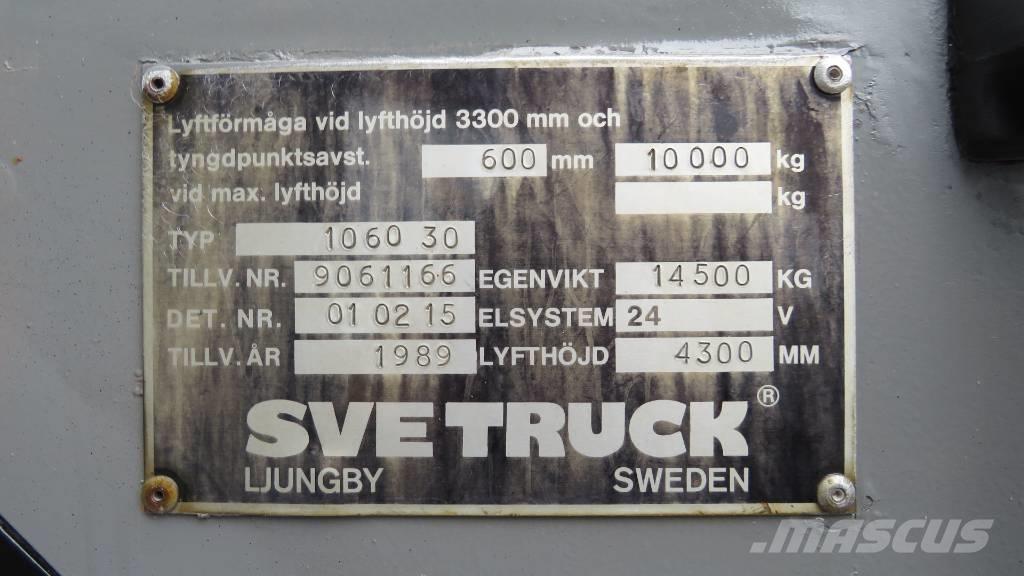 Lyftförmåga vid lyfthöjd 3300 mm och
tyngdpunktsavst. 600 mm 10 000 kg
vid max. lyfthöjd kg
TYP 1060 30
TILLV. NR. 9061166 EGENVIKT 14500 KG
DET. NR. 01 02 15 ELSYSTEM 24 V
TILLV. ÅR 1989 LYFTHÖJD 4300 MM
SVETRUCK®
LJUNGBY SWEDEN
MASCUS